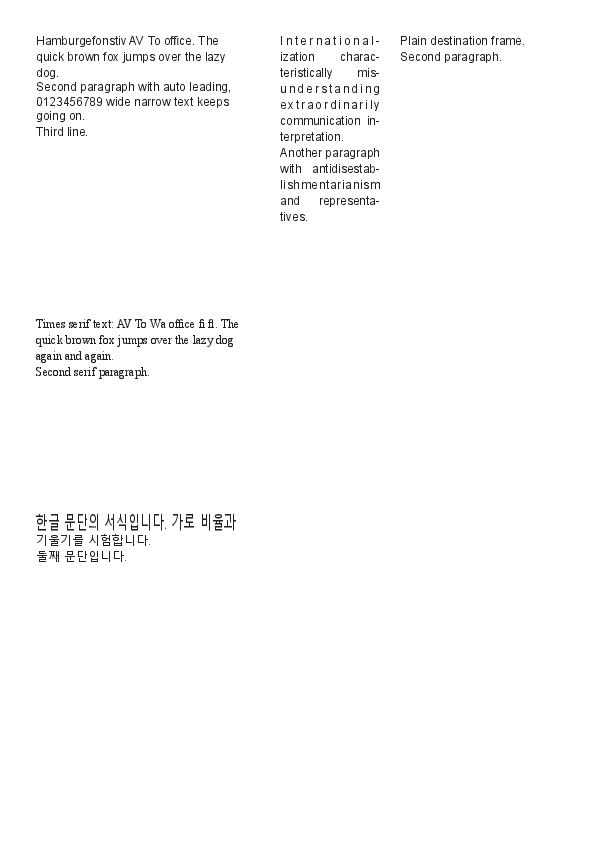 Hamburgefonstiv AV To office. The
quick brown fox jumps over the lazy
dog.
Second paragraph with auto leading,
0123456789 wide narrow text keeps
going on.
Third line.
International-
ization charac-
teristically mis-
understanding
extraordinarily
communication in-
terpretation.
Another paragraph
with antidisestab-
lishmentarianism
and representa-
tives.
Plain destination frame.
Second paragraph.
Times serif text: AV To Wa office fi fl. The
quick brown fox jumps over the lazy dog
again and again.
Second serif paragraph.
한글 문단의 서식입니다. 가로 비율과
기울기를 시험합니다.
둘째 문단입니다.